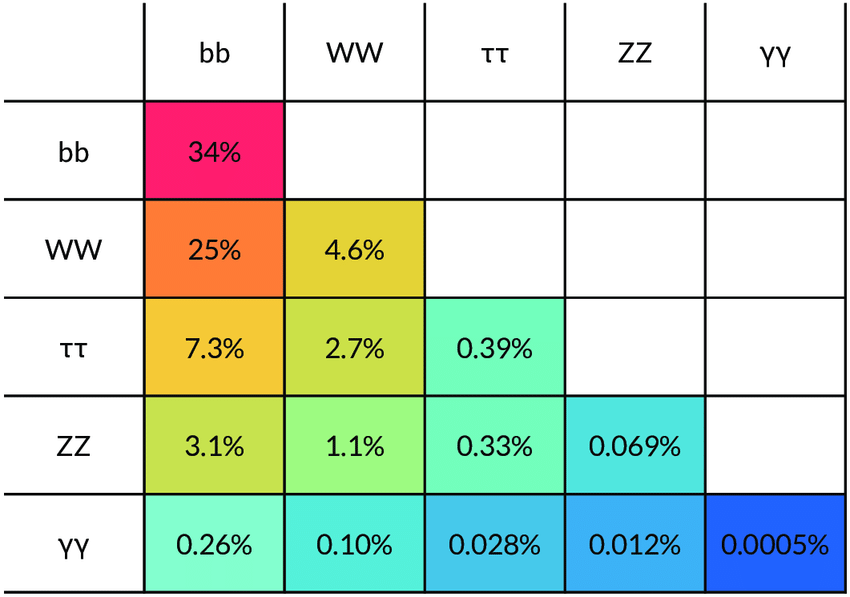 bb WW ττ ZZ γγ
bb 34%
WW 25% 4.6%
ττ 7.3% 2.7% 0.39%
ZZ 3.1% 1.1% 0.33% 0.069%
γγ 0.26% 0.10% 0.028% 0.012% 0.0005%